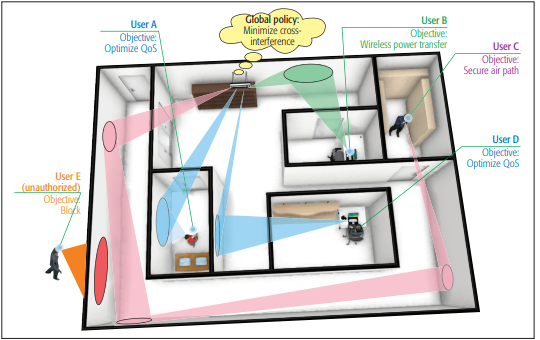 User A
Objective:
Optimize QoS
Global policy:
Minimize cross-
interference
User B
Objective:
Wireless power transfer
User C
Objective:
Secure air path
User D
Objective:
Optimize QoS
User E
(unauthorized)
Objective:
Block